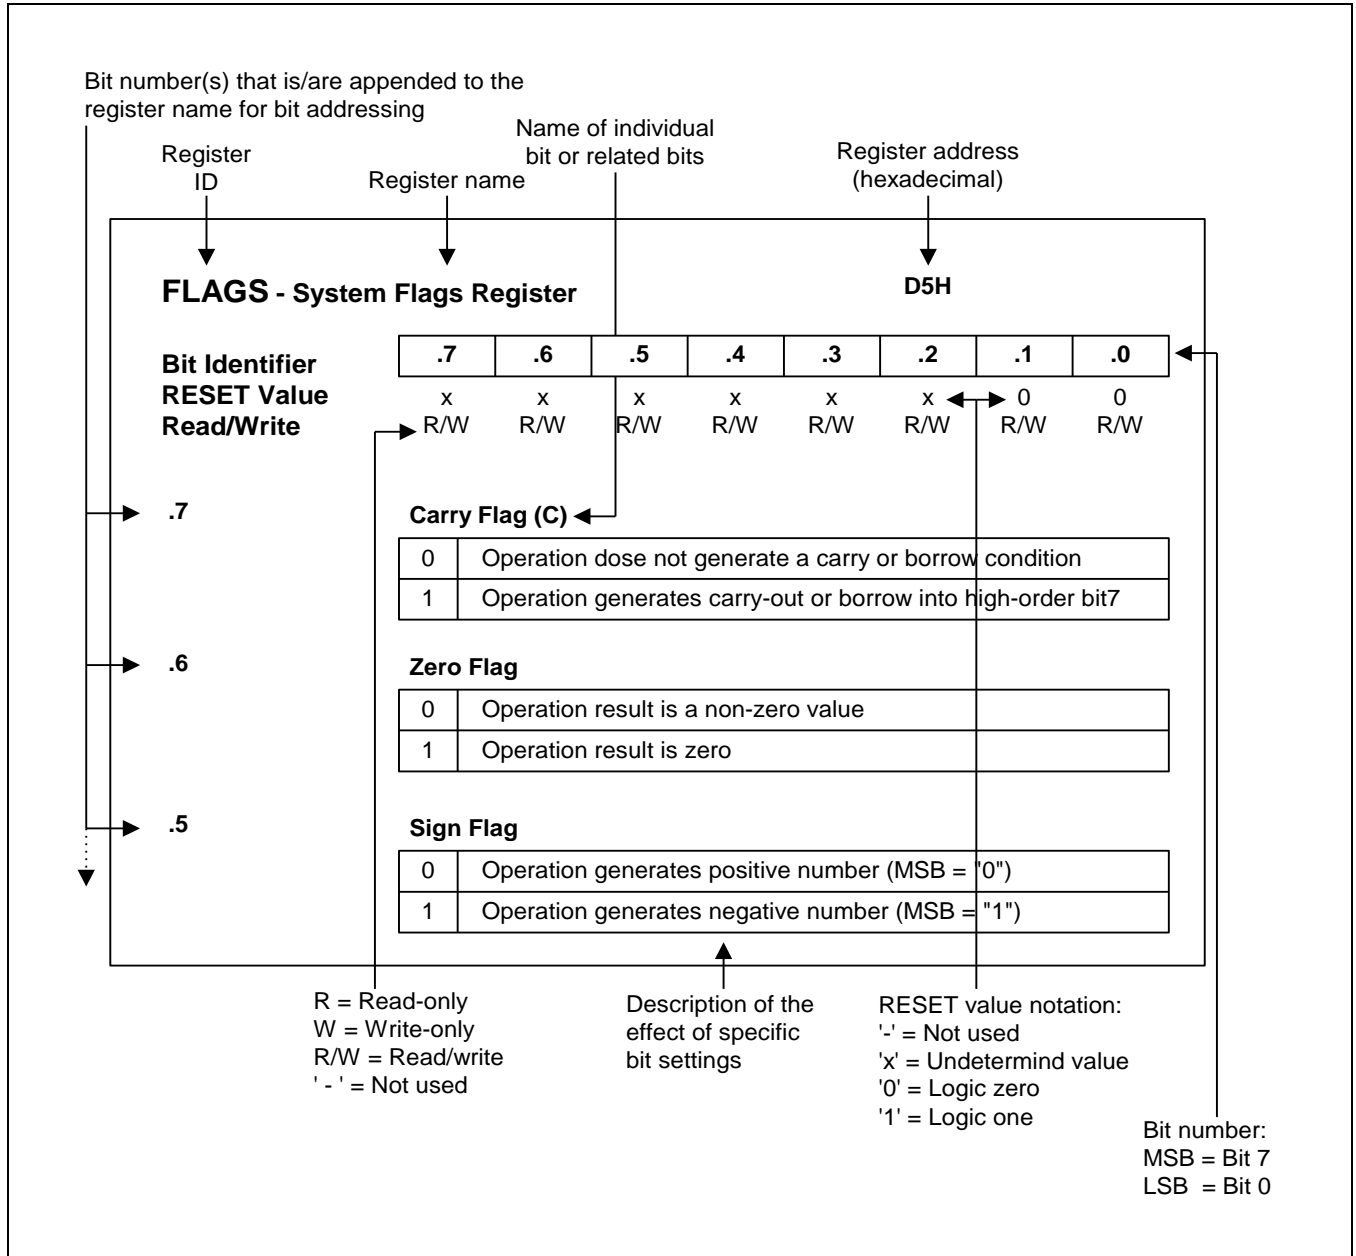 Bit number(s) that is/are appended to the
register name for bit addressing
Register
ID
Register name
Name of individual
bit or related bits
Register address
(hexadecimal)
FLAGS - System Flags Register
D5H
Bit Identifier
.7 .6 .5 .4 .3 .2 .1 .0
RESET Value
x x x x x x 0 0
Read/Write
R/W R/W R/W R/W R/W R/W R/W R/W
.7
Carry Flag (C)
0 Operation dose not generate a carry or borrow condition
1 Operation generates carry-out or borrow into high-order bit7
.6
Zero Flag
0 Operation result is a non-zero value
1 Operation result is zero
.5
Sign Flag
0 Operation generates positive number (MSB = "0")
1 Operation generates negative number (MSB = "1")
R = Read-only
W = Write-only
R/W = Read/write
' - ' = Not used
Description of the
effect of specific
bit settings
RESET value notation:
'-' = Not used
'x' = Undetermind value
'0' = Logic zero
'1' = Logic one
Bit number:
MSB = Bit 7
LSB = Bit 0